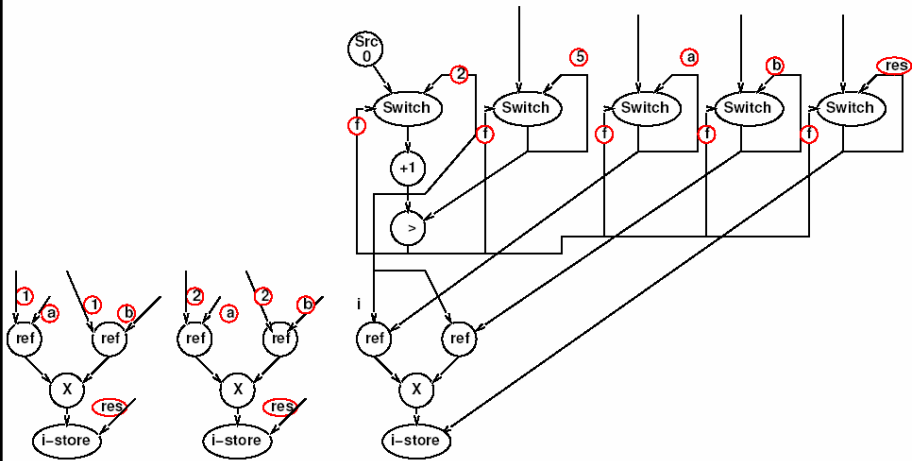 Src
0
2
5
a
b
res
Switch
Switch
Switch
Switch
Switch
f
f
f
f
f
+1
>
1
a
1
b
2
a
2
b
i
ref
ref
ref
ref
ref
ref
X
X
X
res
res
i-store
i-store
i-store